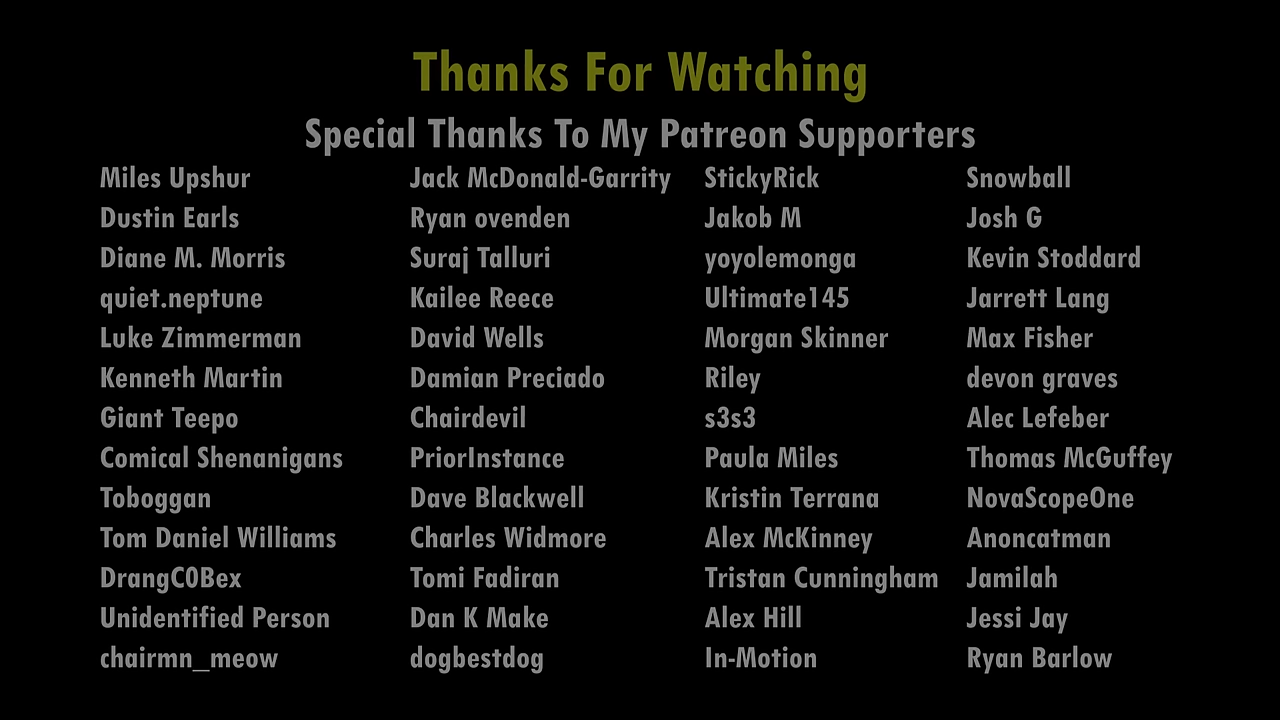 Thanks For Watching
Special Thanks To My Patreon Supporters
Miles Upshur
Dustin Earls
Diane M. Morris
quiet.neptune
Luke Zimmerman
Kenneth Martin
Giant Teepo
Comical Shenanigans
Toboggan
Tom Daniel Williams
DrangC0Bex
Unidentified Person
chairmn_meow
Jack McDonald-Garrity
Ryan ovenden
Suraj Talluri
Kailee Reece
David Wells
Damian Preciado
Chairdevil
PriorInstance
Dave Blackwell
Charles Widmore
Tomi Fadiran
Dan K Make
dogbestdog
StickyRick
Jakob M
yoyolemonga
Ultimate145
Morgan Skinner
Riley
s3s3
Paula Miles
Kristin Terrana
Alex McKinney
Tristan Cunningham
Alex Hill
In-Motion
Snowball
Josh G
Kevin Stoddard
Jarrett Lang
Max Fisher
devon graves
Alec Lefeber
Thomas McGuffey
NovaScopeOne
Anoncatman
Jamilah
Jessi Jay
Ryan Barlow